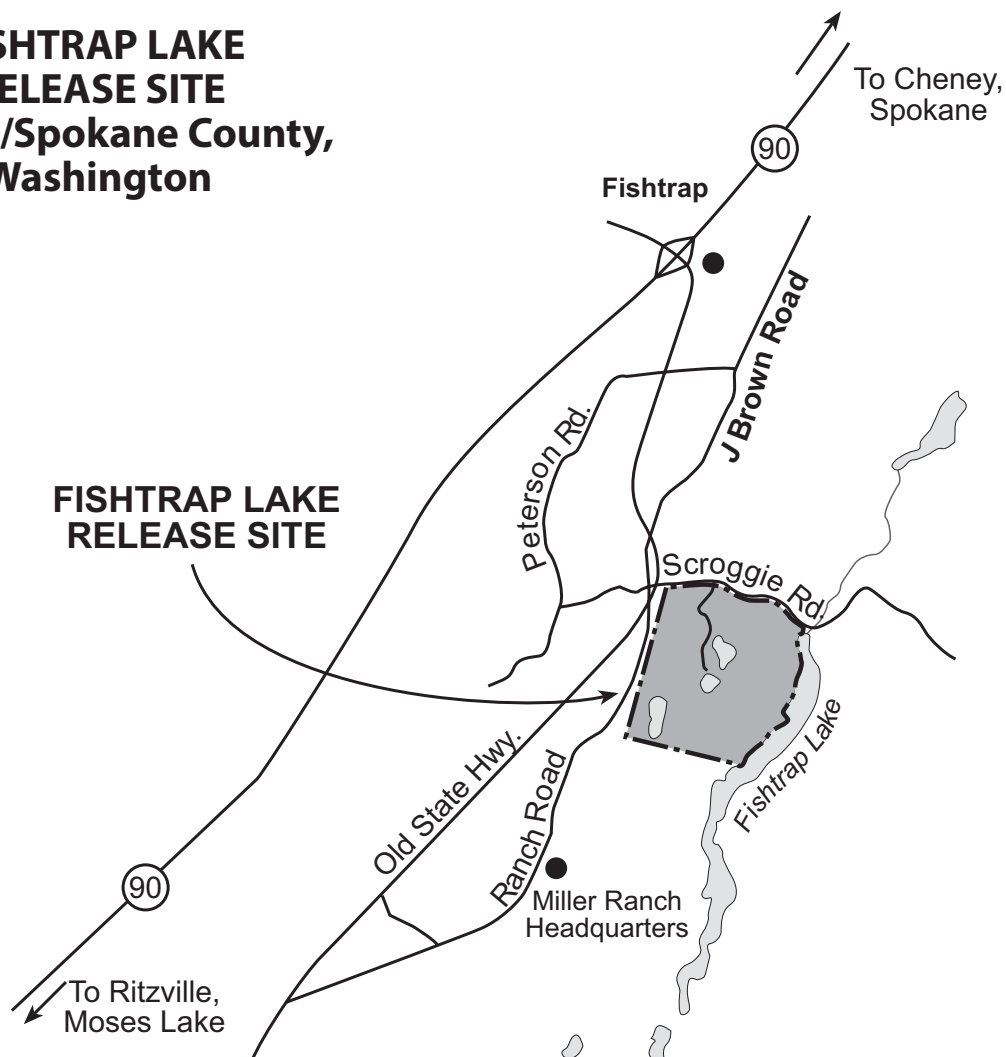 SHTRAP LAKE
ELEASE SITE
/Spokane County,
Washington
To Cheney,
Spokane
90
Fishtrap
J Brown Road
Peterson Rd.
FISHTRAP LAKE
RELEASE SITE
Scroggie Rd.
Fishtrap Lake
Old State Hwy.
Ranch Road
90
Miller Ranch
Headquarters
To Ritzville,
Moses Lake